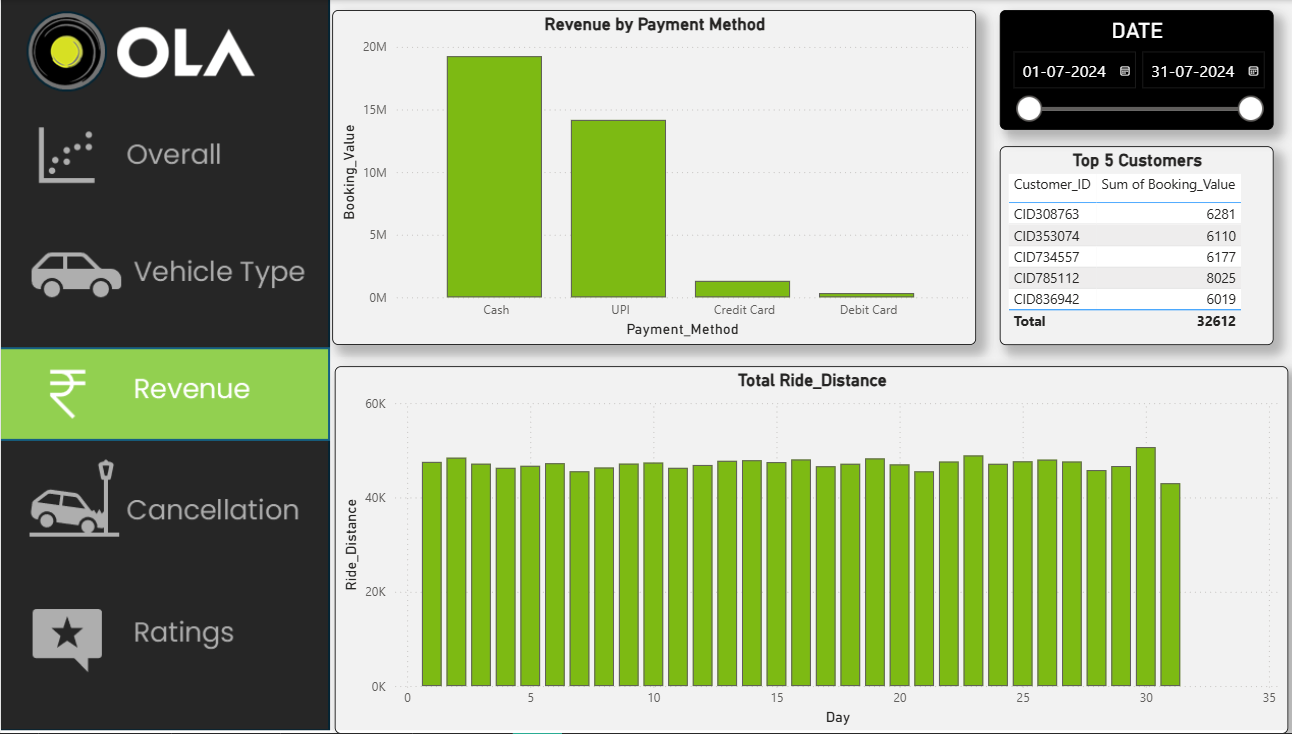 OLA
Overall
Vehicle Type
₹ Revenue
Cancellation
Ratings
Revenue by Payment Method
Booking_Value
20M
15M
10M
5M
0M
Cash UPI Credit Card Debit Card
Payment_Method
DATE
01-07-2024 31-07-2024
Top 5 Customers
Customer_ID Sum of Booking_Value
CID308763 6281
CID353074 6110
CID734557 6177
CID785112 8025
CID836942 6019
Total 32612
Total Ride_Distance
Ride_Distance
60K
40K
20K
0K
0 5 10 15 20 25 30 35
Day